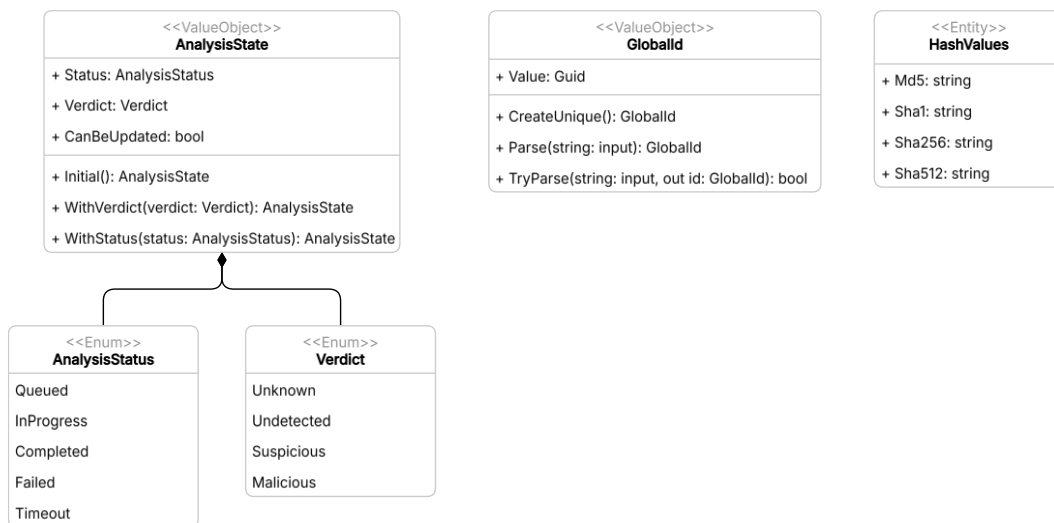 <<ValueObject>>
AnalysisState
+ Status: AnalysisStatus
+ Verdict: Verdict
+ CanBeUpdated: bool
+ Initial(): AnalysisState
+ WithVerdict(verdict: Verdict): AnalysisState
+ WithStatus(status: AnalysisStatus): AnalysisState
<<ValueObject>>
GlobalId
+ Value: Guid
+ CreateUnique(): GlobalId
+ Parse(string: input): GlobalId
+ TryParse(string: input, out id: GlobalId): bool
<<Entity>>
HashValues
+ Md5: string
+ Sha1: string
+ Sha256: string
+ Sha512: string
<<Enum>>
AnalysisStatus
Queued
InProgress
Completed
Failed
Timeout
<<Enum>>
Verdict
Unknown
Undetected
Suspicious
Malicious